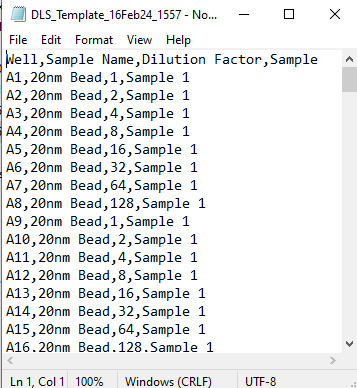 DLS_Template_16Feb24_1557 - No...
File Edit Format View Help
Well,Sample Name,Dilution Factor,Sample
A1,20nm Bead,1,Sample 1
A2,20nm Bead,2,Sample 1
A3,20nm Bead,4,Sample 1
A4,20nm Bead,8,Sample 1
A5,20nm Bead,16,Sample 1
A6,20nm Bead,32,Sample 1
A7,20nm Bead,64,Sample 1
A8,20nm Bead,128,Sample 1
A9,20nm Bead,1,Sample 1
A10,20nm Bead,2,Sample 1
A11,20nm Bead,4,Sample 1
A12,20nm Bead,8,Sample 1
A13,20nm Bead,16,Sample 1
A14,20nm Bead,32,Sample 1
A15,20nm Bead,64,Sample 1
A16,20nm Bead,128,Sample 1
Ln 1, Col 1 100% Windows (CRLF) UTF-8